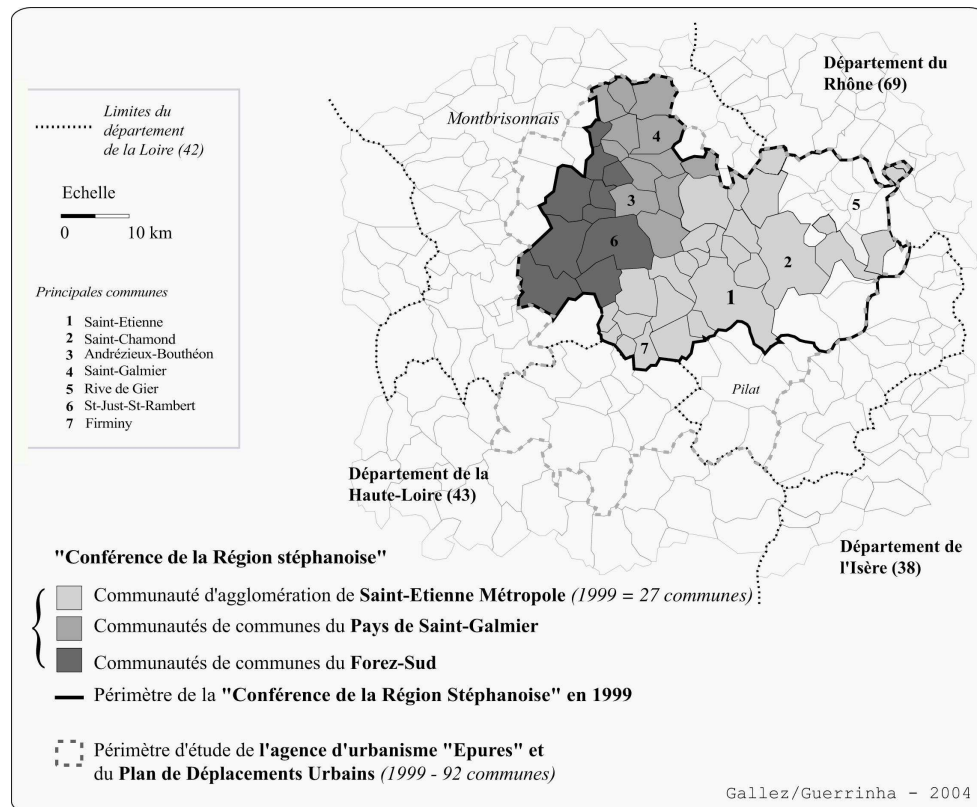 Limites du
département
de la Loire (42)
Echelle
0 10 km
Principales communes
1 Saint-Etienne
2 Saint-Chamond
3 Andrézieux-Bouthéon
4 Saint-Galmier
5 Rive de Gier
6 St-Just-St-Rambert
7 Firminy
Département du
Rhône (69)
Montbrisonnais
4
3
5
6
2
1
7
Pilat
Département de la
Haute-Loire (43)
Département de
l'Isère (38)
"Conférence de la Région stéphanoise"
Communauté d'agglomération de Saint-Etienne Métropole (1999 = 27 communes)
Communautés de communes du Pays de Saint-Galmier
Communautés de communes du Forez-Sud
Périmètre de la "Conférence de la Région Stéphanoise" en 1999
Périmètre d'étude de l'agence d'urbanisme "Epures" et
du Plan de Déplacements Urbains (1999 - 92 communes)
Gallez/Guerrinha - 2004